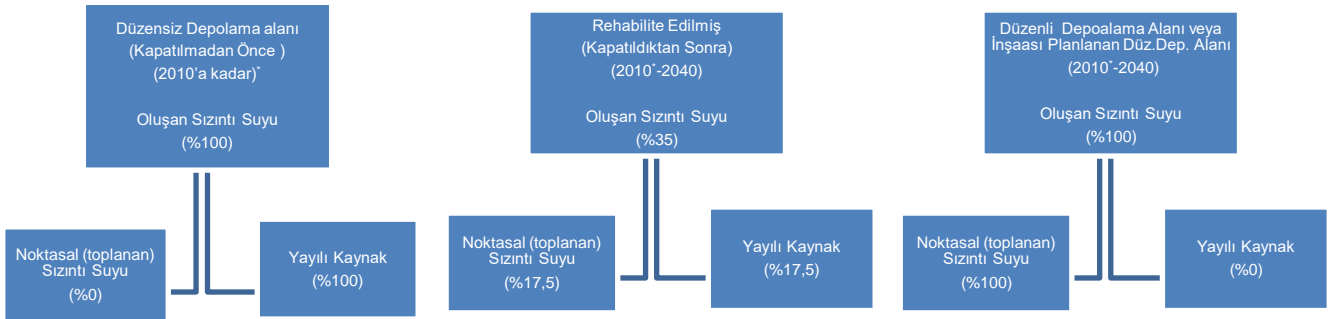 Düzensiz Depolama alanı
(Kapatılmadan Önce )
(2010'a kadar)*
Oluşan Sızıntı Suyu
(%100)
Noktasal (toplanan)
Sızıntı Suyu
(%0)
Yayılı Kaynak
(%100)
Rehabilite Edilmiş
(Kapatıldıktan Sonra)
(2010*-2040)
Oluşan Sızıntı Suyu
(%35)
Noktasal (toplanan)
Sızıntı Suyu
(%17,5)
Yayılı Kaynak
(%17,5)
Düzenli Depoalama Alanı veya
İnşaası Planlanan Düz.Dep. Alanı
(2010*-2040)
Oluşan Sızıntı Suyu
(%100)
Noktasal (toplanan)
Sızıntı Suyu
(%100)
Yayılı Kaynak
(%0)